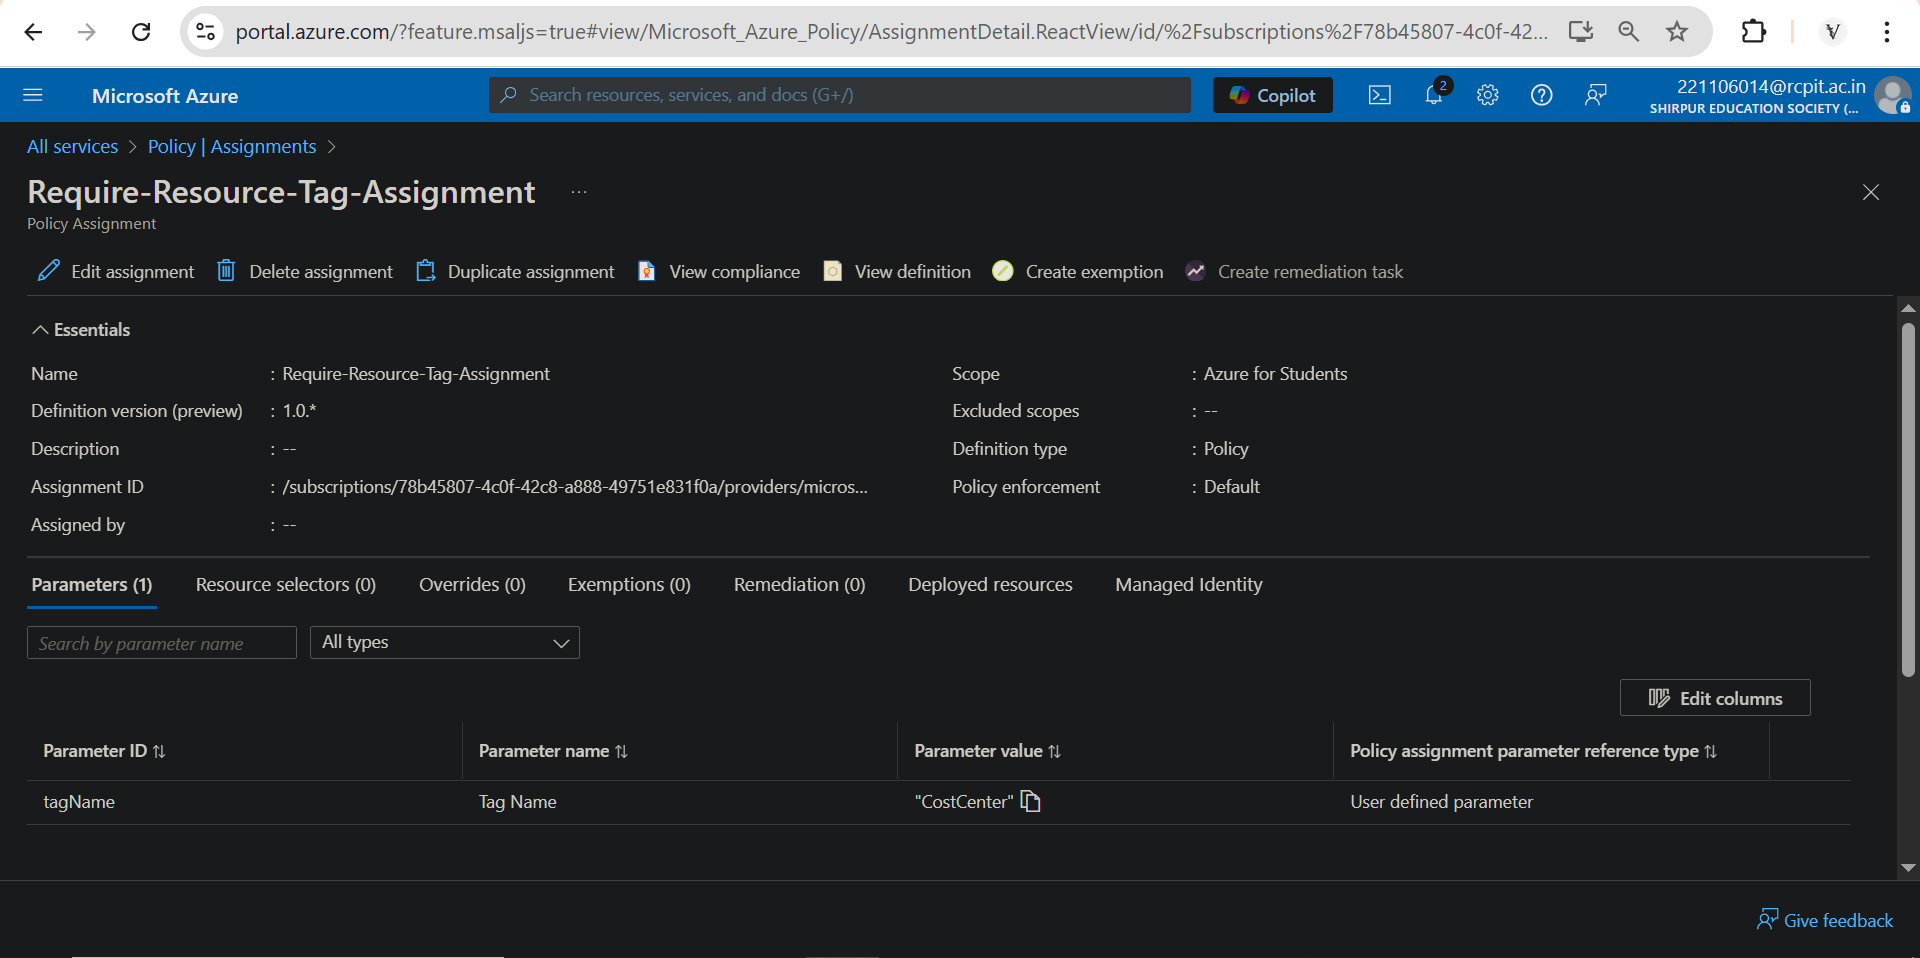 portal.azure.com/?feature.msaljs=true#view/Microsoft_Azure_Policy/AssignmentDetail.ReactView/id/%2Fsubscriptions%2F78b45807-4c0f-42...
Microsoft Azure
Search resources, services, and docs (G+/)
Copilot
2
221106014@rcpit.ac.in
SHIRPUR EDUCATION SOCIETY (...
All services > Policy | Assignments >
Require-Resource-Tag-Assignment ...
Policy Assignment
Edit assignment Delete assignment Duplicate assignment View compliance View definition Create exemption Create remediation task
Essentials
Name : Require-Resource-Tag-Assignment
Definition version (preview) : 1.0.*
Description : --
Assignment ID : /subscriptions/78b45807-4c0f-42c8-a888-49751e831f0a/providers/micros...
Assigned by : --
Scope : Azure for Students
Excluded scopes : --
Definition type : Policy
Policy enforcement : Default
Parameters (1) Resource selectors (0) Overrides (0) Exemptions (0) Remediation (0) Deployed resources Managed Identity
Search by parameter name All types
Edit columns
Parameter ID Parameter name Parameter value Policy assignment parameter reference type
tagName Tag Name "CostCenter" User defined parameter
Give feedback